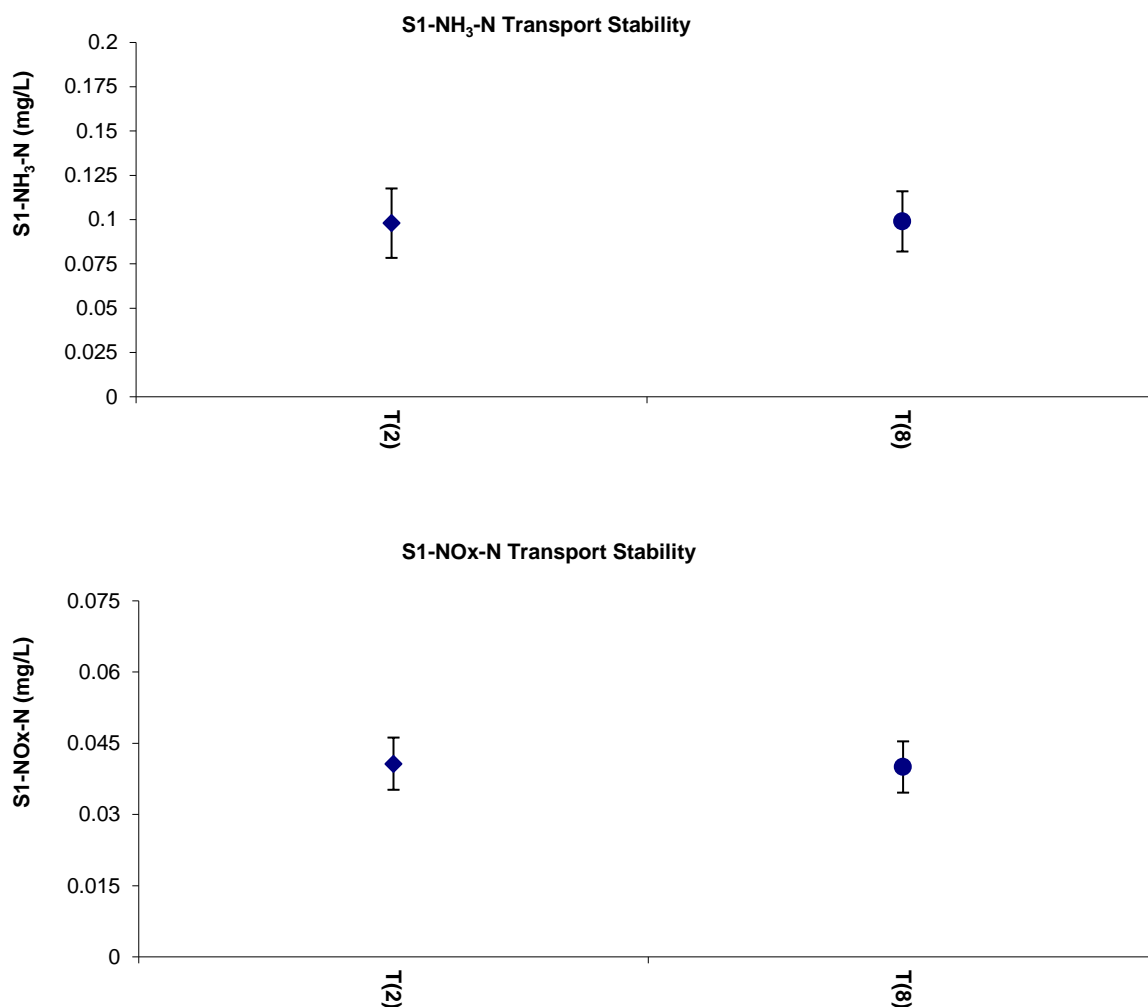 S1-NH₃-N Transport Stability
S1-NH₃-N (mg/L)
0.2
0.175
0.15
0.125
0.1
0.075
0.05
0.025
0
T(2)
T(8)
S1-NOx-N Transport Stability
S1-NOx-N (mg/L)
0.075
0.06
0.045
0.03
0.015
0
T(2)
T(8)